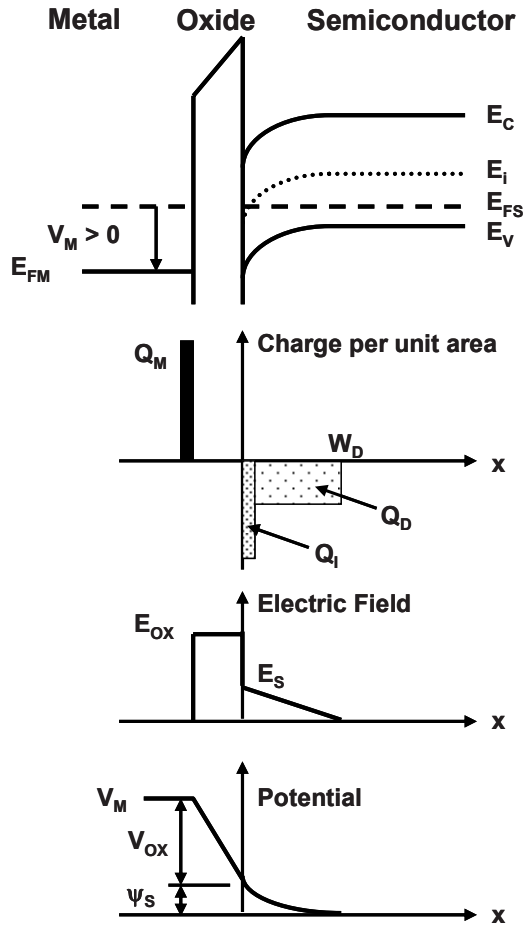 Metal Oxide Semiconductor
E_C
E_i
E_FS
V_M > 0
E_V
E_FM
Charge per unit area
Q_M
W_D
x
Q_D
Q_I
Electric Field
E_OX
E_S
x
V_M
Potential
V_OX
ψ_S
x